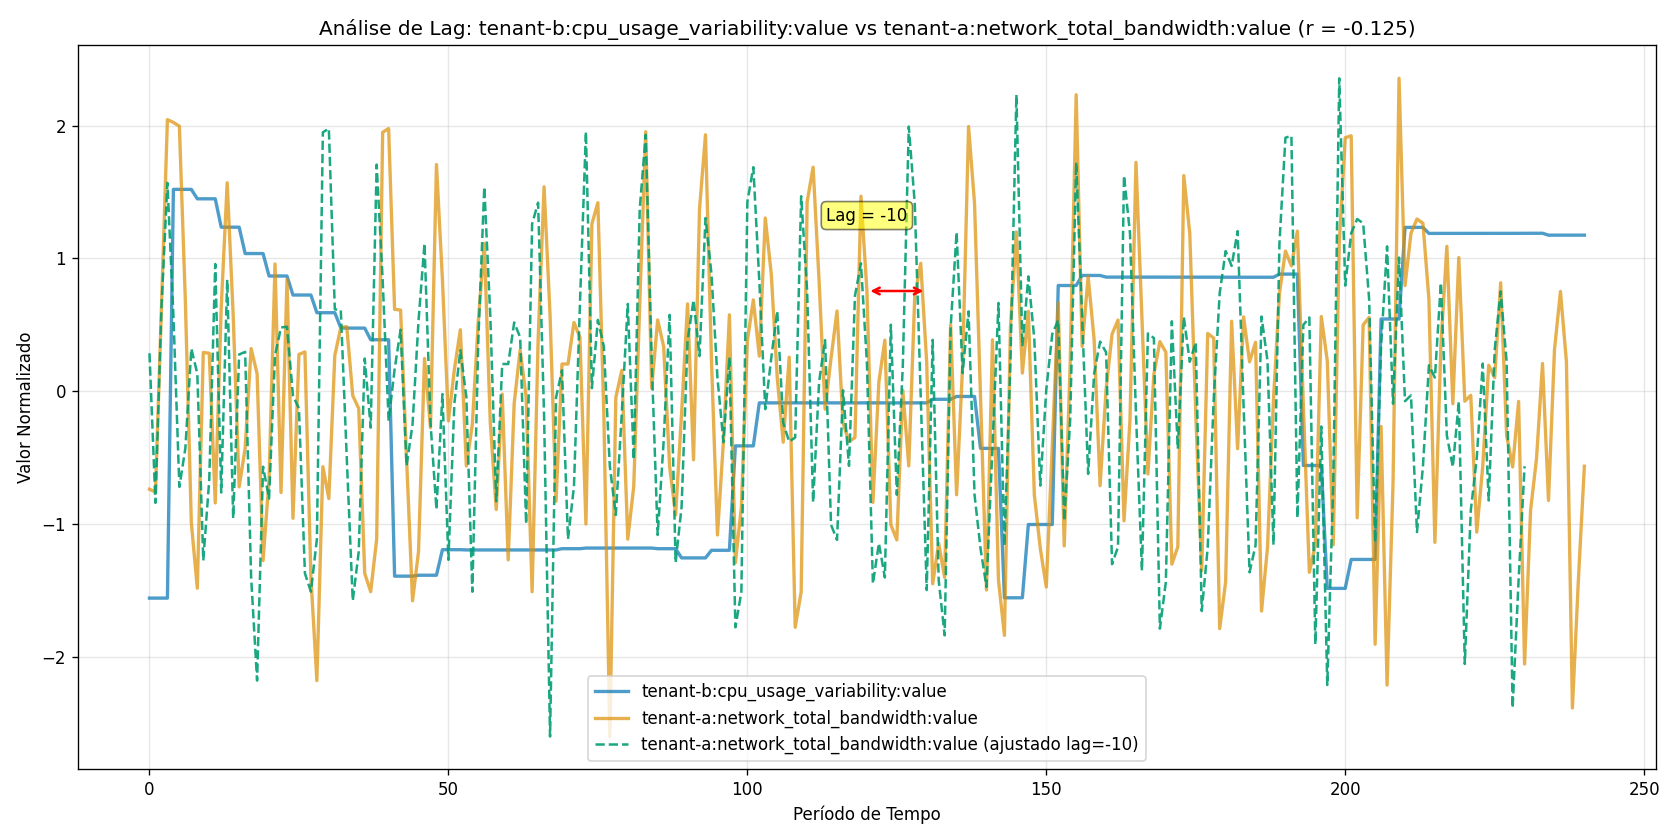 Análise de Lag: tenant-b:cpu_usage_variability:value vs tenant-a:network_total_bandwidth:value (r = -0.125)
Valor Normalizado
2
1
0
−1
−2
Lag = -10
tenant-b:cpu_usage_variability:value
tenant-a:network_total_bandwidth:value
tenant-a:network_total_bandwidth:value (ajustado lag=-10)
0 50 100 150 200 250
Período de Tempo